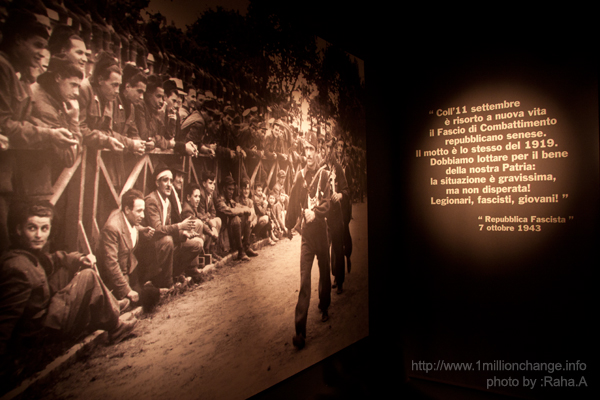 " Coll'11 settembre
è risorto a nuova vita
il Fascio di Combattimento
repubblicano senese.
Il motto è lo stesso del 1919.
Dobbiamo lottare per il bene
della nostra Patria:
la situazione è gravissima,
ma non disperata!
Legionari, fascisti, giovani! "
" Repubblica Fascista "
7 ottobre 1943
http://www.1millionchange.info
photo by :Raha.A